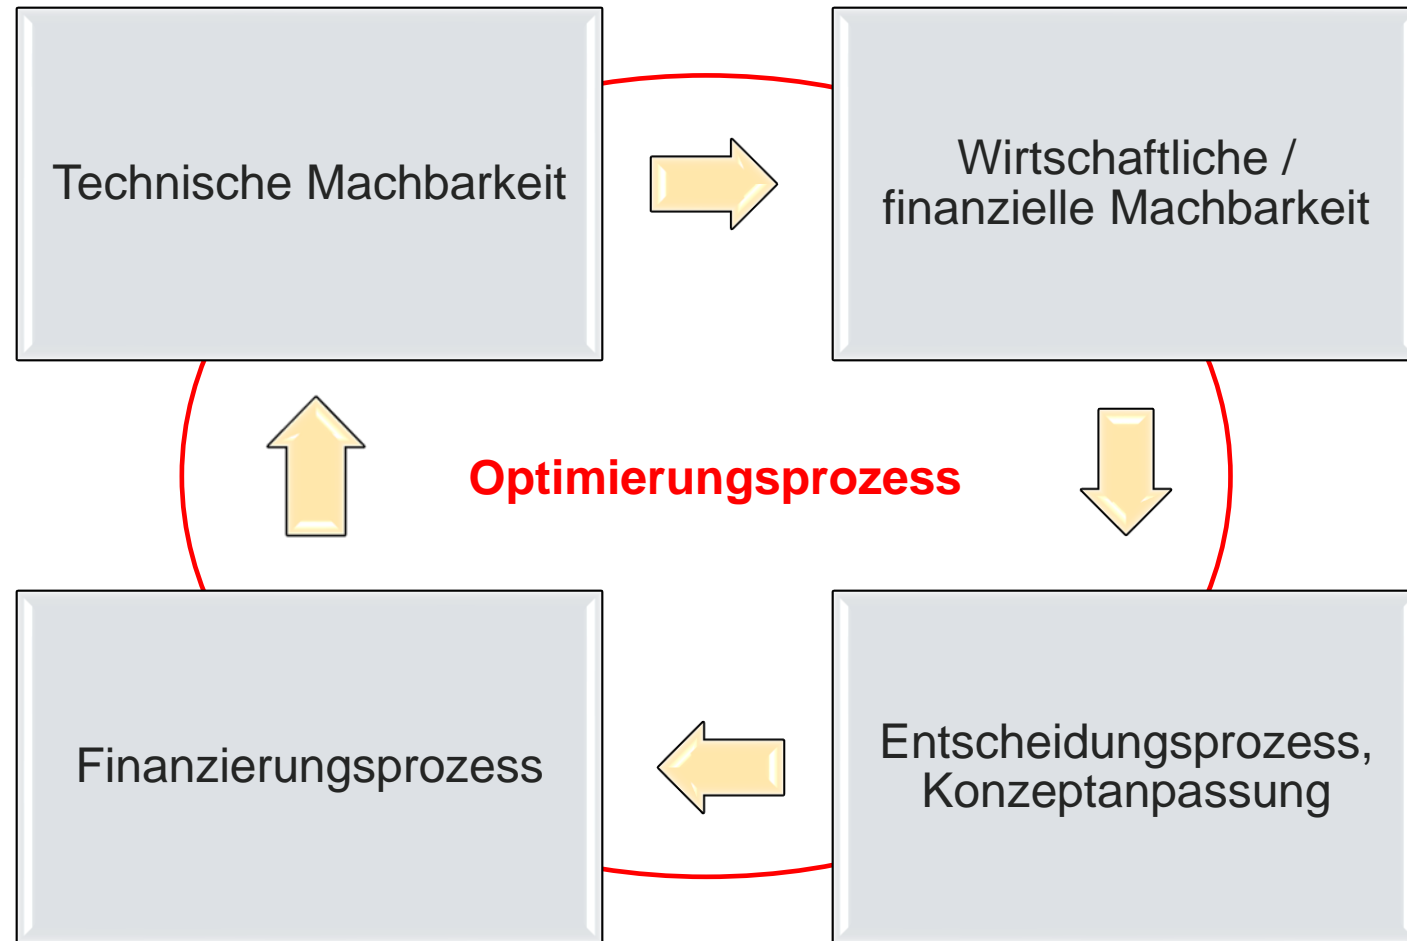 Technische Machbarkeit
Wirtschaftliche /
finanzielle Machbarkeit
Optimierungsprozess
Finanzierungsprozess
Entscheidungsprozess,
Konzeptanpassung